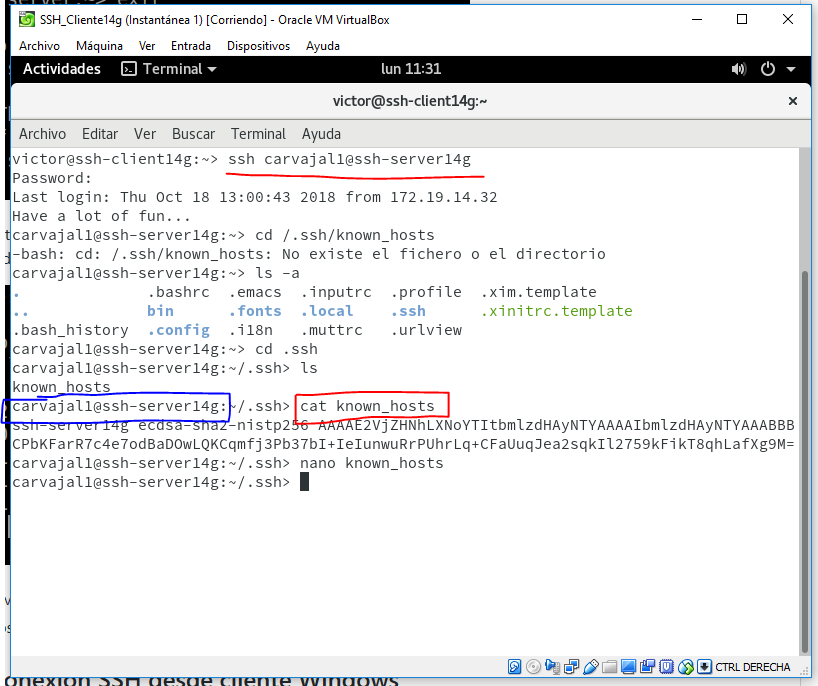 SSH_Cliente14g (Instantánea 1) [Corriendo] - Oracle VM VirtualBox
Archivo Máquina Ver Entrada Dispositivos Ayuda
Actividades Terminal lun 11:31
victor@ssh-client14g:~
Archivo Editar Ver Buscar Terminal Ayuda
victor@ssh-client14g:~> ssh carvajal1@ssh-server14g
Password:
Last login: Thu Oct 18 13:00:43 2018 from 172.19.14.32
Have a lot of fun...
carvajal1@ssh-server14g:~> cd /.ssh/known_hosts
-bash: cd: /.ssh/known_hosts: No existe el fichero o el directorio
carvajal1@ssh-server14g:~> ls -a
. .bashrc .emacs .inputrc .profile .xim.template
.. bin .fonts .local .ssh .xinitrc.template
.bash_history .config .i18n .muttrc .urlview
carvajal1@ssh-server14g:~> cd .ssh
carvajal1@ssh-server14g:~/.ssh> ls
known_hosts
carvajal1@ssh-server14g:~/.ssh> cat known_hosts
ssh-server14g ecdsa-sha2-nistp256 AAAAE2VjZHNhLXNoYTItbmlzdHAyNTYAAAAIbmlzdHAyNTYAAABBB
CPbKFarR7c4e7odBaDOwLQKCqmfj3Pb37bI+IeIunwuRrPUhrLq+CFaUuqJea2sqkIl2759kFikT8qhLafXg9M=
carvajal1@ssh-server14g:~/.ssh> nano known_hosts
carvajal1@ssh-server14g:~/.ssh>
CTRL DERECHA
onexión SSH desde cliente Windows